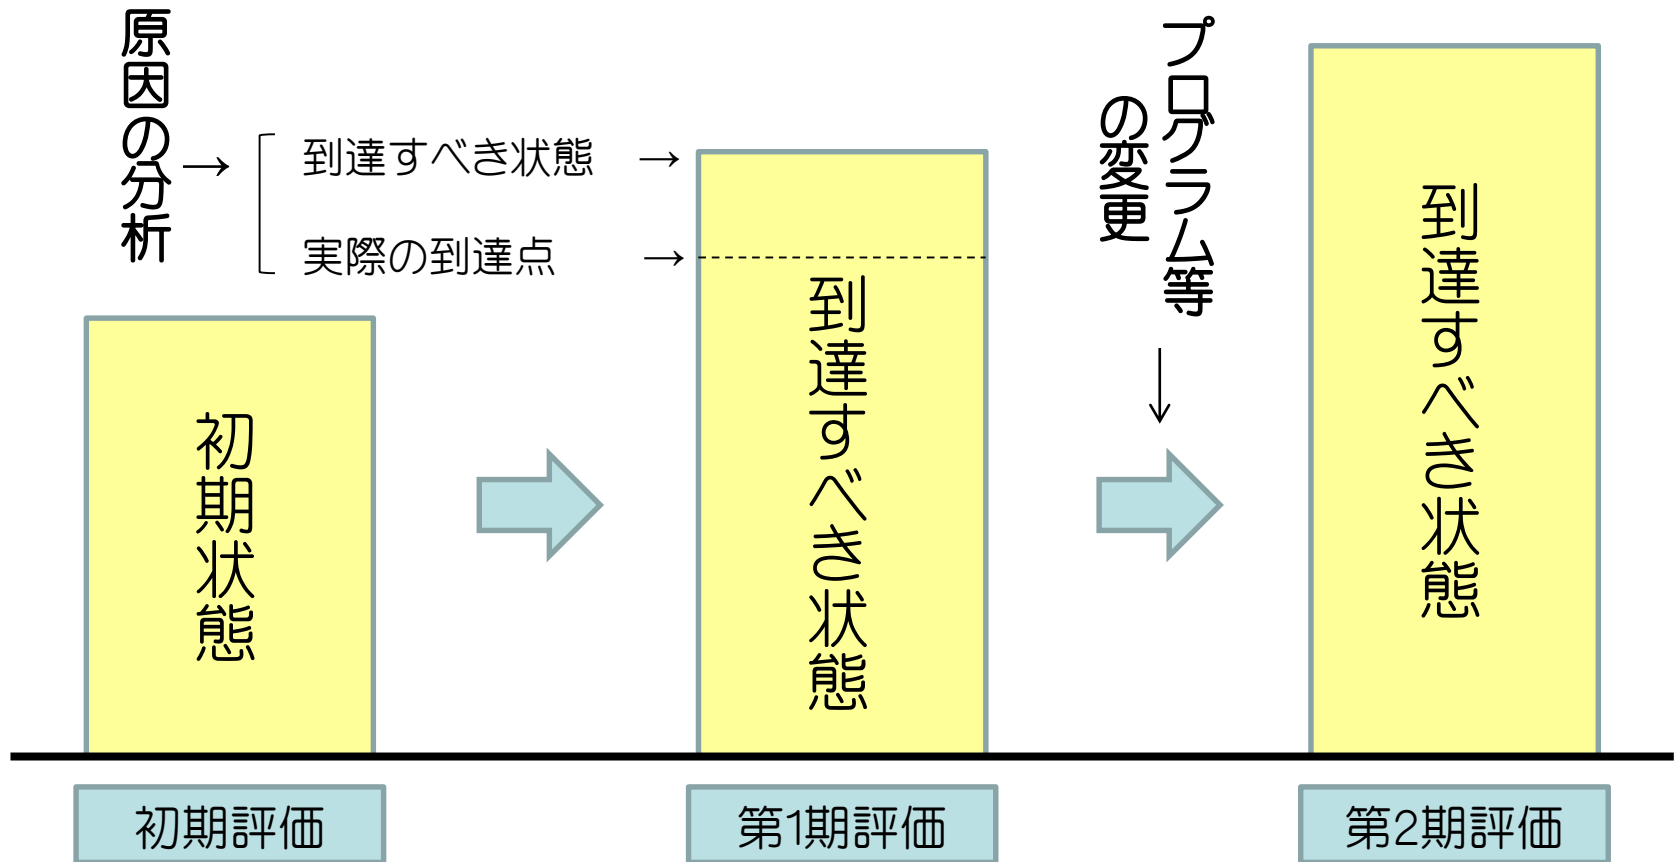 原因の分析
→
到達すべき状態 →
実際の到達点 →
プログラム等
の変更
↓
初期状態
到達すべき状態
到達すべき状態
初期評価
第1期評価
第2期評価